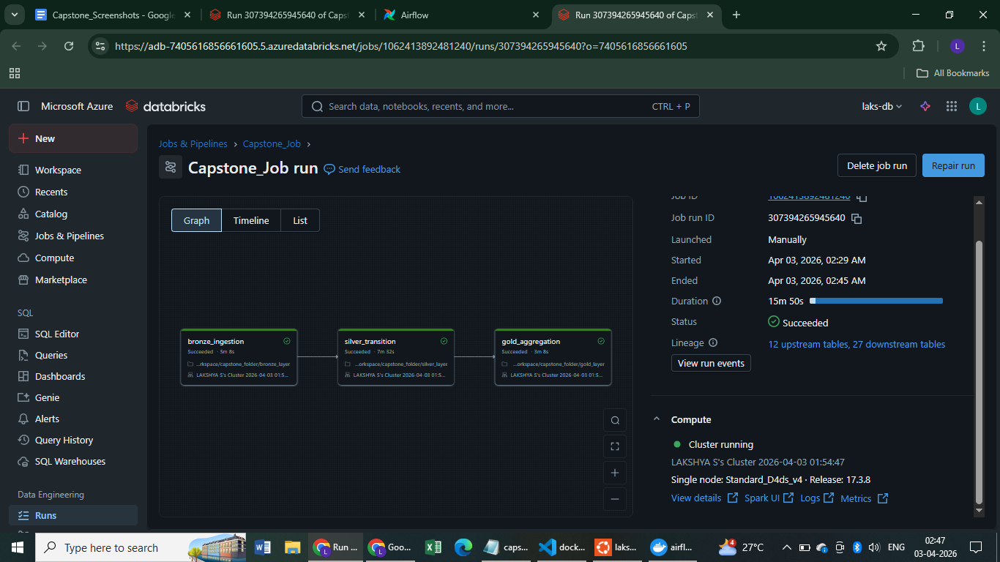 Capstone_Screenshots - Google
Run 307394265945640 of Caps
Airflow
Run 307394265945640 of Caps
https://adb-7405616856661605.5.azuredatabricks.net/jobs/1062413892481240/runs/307394265945640?o=7405616856661605
L
All Bookmarks
Microsoft Azure
databricks
Search data, notebooks, recents, and more...
CTRL + P
laks-db
L
New
Workspace
Recents
Catalog
Jobs & Pipelines
Compute
Marketplace
SQL
SQL Editor
Queries
Dashboards
Genie
Alerts
Query History
SQL Warehouses
Data Engineering
Runs
Jobs & Pipelines › Capstone_Job ›
Capstone_Job run
Send feedback
Delete job run
Repair run
Graph
Timeline
List
bronze_ingestion
Succeeded · 5m 8s
...rkspace/capstone_folder/bronze_layer
LAKSHYA S's Cluster 2026-04-03 01:5...
silver_transition
Succeeded · 7m 32s
...orkspace/capstone_folder/silver_layer
LAKSHYA S's Cluster 2026-04-03 01:5...
gold_aggregation
Succeeded · 3m 8s
...orkspace/capstone_folder/gold_layer
LAKSHYA S's Cluster 2026-04-03 01:5...
Job ID 1062413892481240
Job run ID 307394265945640
Launched Manually
Started Apr 03, 2026, 02:29 AM
Ended Apr 03, 2026, 02:45 AM
Duration 15m 50s
Status Succeeded
Lineage 12 upstream tables, 27 downstream tables
View run events
Compute
Cluster running
LAKSHYA S's Cluster 2026-04-03 01:54:47
Single node: Standard_D4ds_v4 · Release: 17.3.8
View details Spark UI Logs Metrics
Type here to search
Run ...
Goo...
caps...
dock...
laks...
airfl...
4
27°C
ENG
02:47
03-04-2026